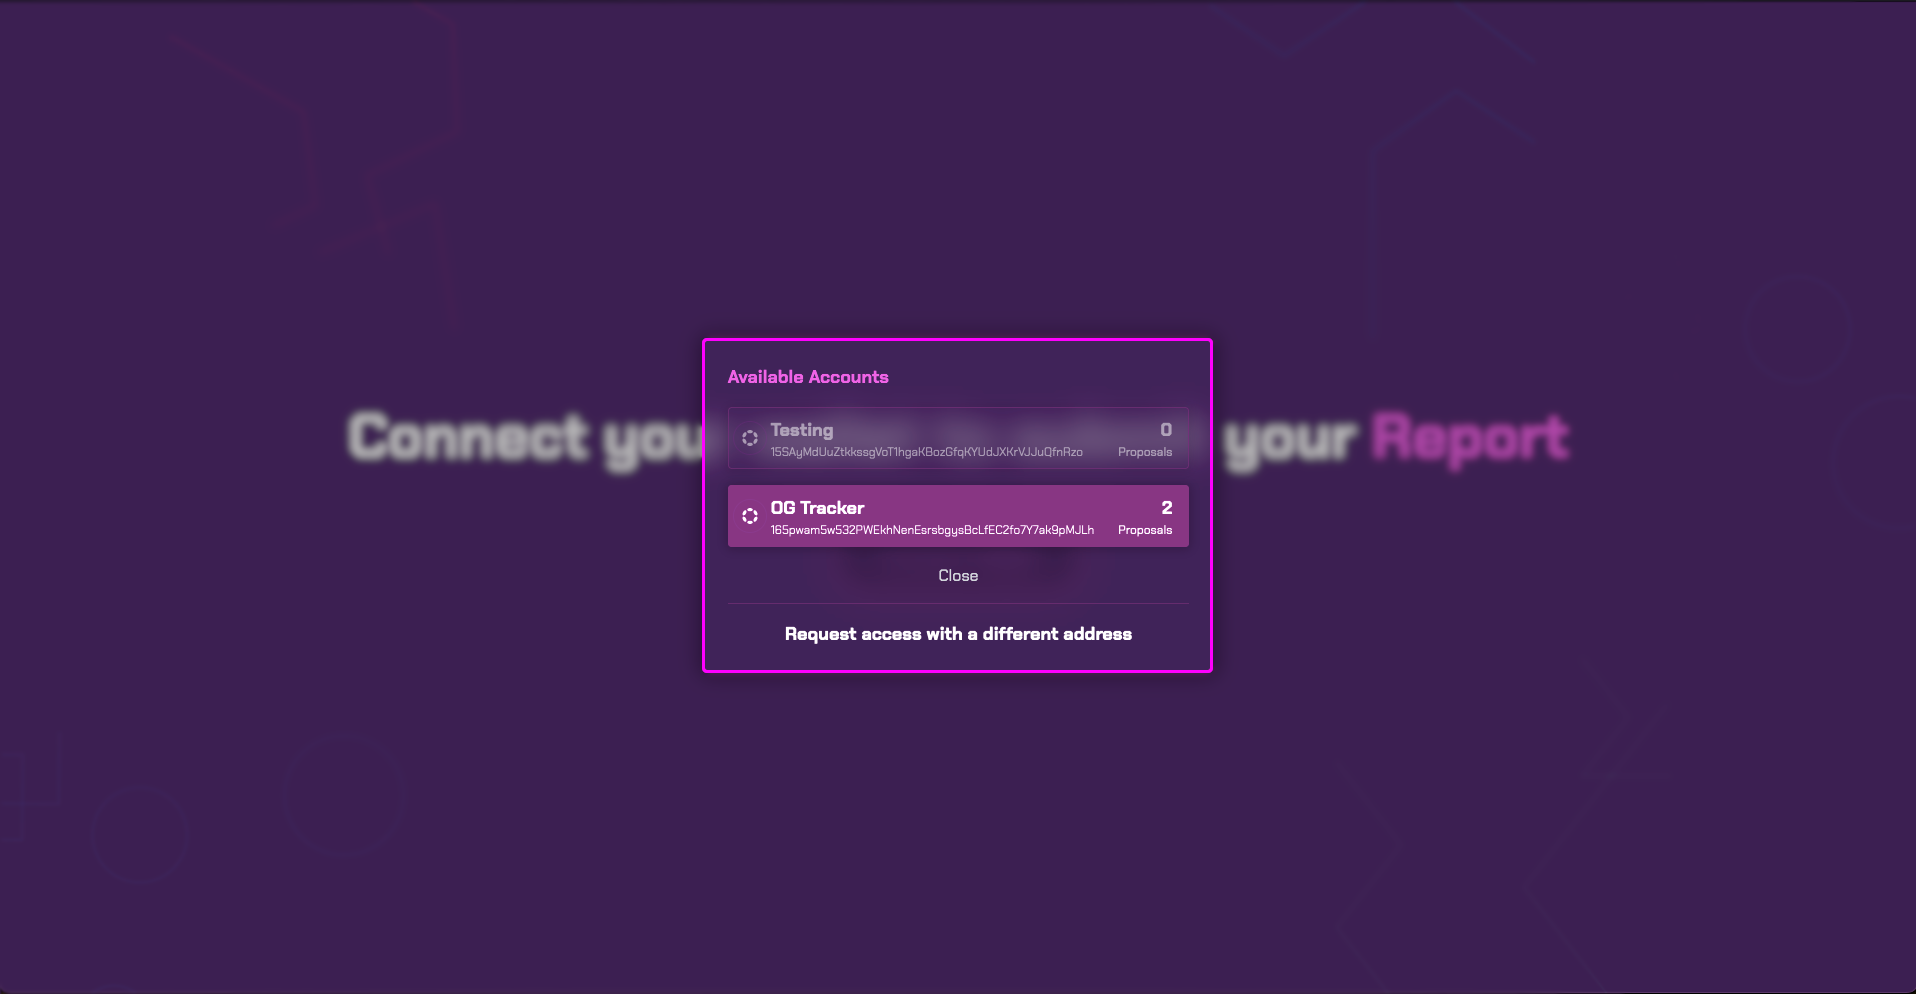 Available Accounts
Connect you your Report
Testing 0
15SAyMdUuZtkkssgVoT1hgaKBozGfqKYUdJXKrVJJuQfnRzo Proposals
OG Tracker 2
165pwam5w532PWEkhNenEsrsbgysBcLfEC2fo7Y7ak9pMJLh Proposals
Close
Request access with a different address